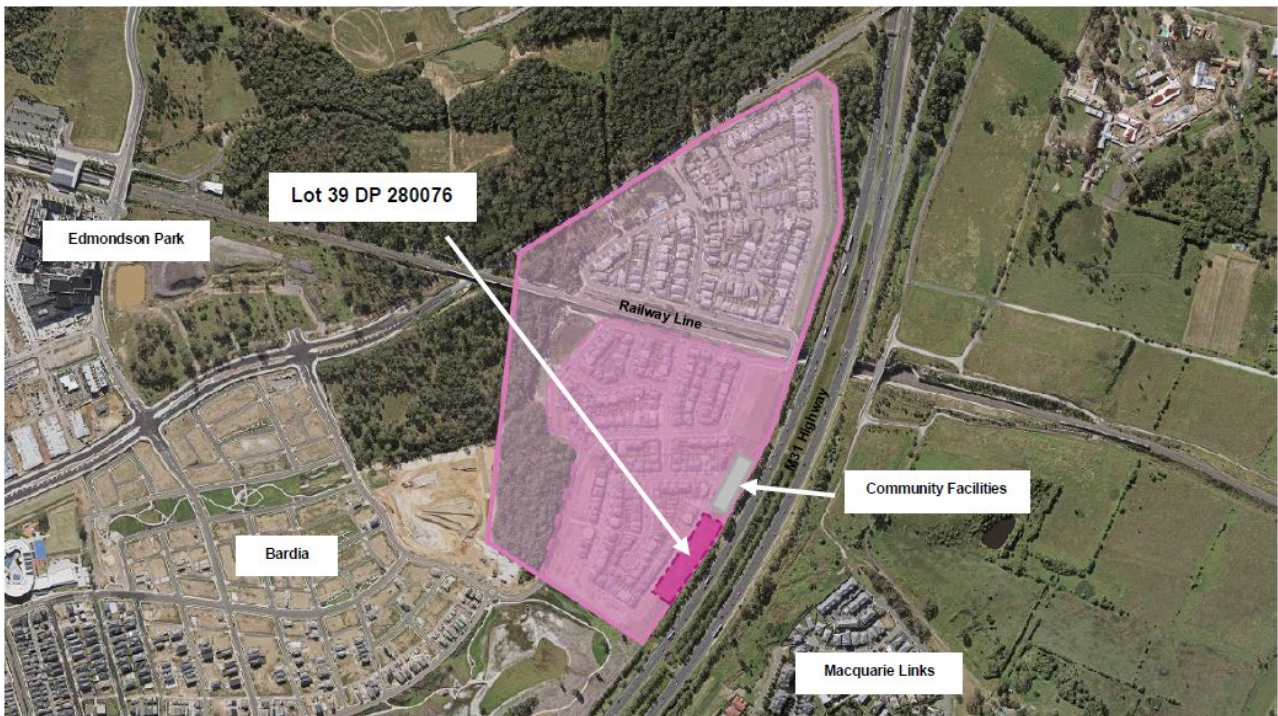 Lot 39 DP 280076
Edmondson Park
Railway Line
M31 Highway
Community Facilities
Bardia
Macquarie Links